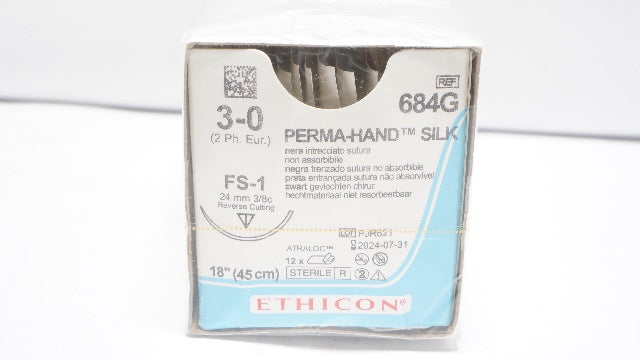 REF
684G
3-0
(2 Ph. Eur.)
PERMA-HAND™ SILK
nera intrecciato sutura
non assorbibile
negra trenzado sutura no absorbible
preta entrançada sutura não absorvível
zwart gevlochten chirur.
hechtmateriaal niet resorbeerbaar
FS-1
24 mm 3/8c
Reverse Cutting
LOT PJR621
2024-07-31
ATRALOC™
12 x
STERILE R
2
18" (45 cm)
ETHICON®